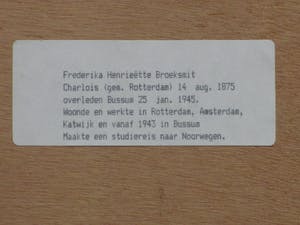 Frederika Henriëtte Broeksmit
Charlois (gem. Rotterdam) 14 aug. 1875
overleden Bussum 25 jan. 1945.
Woonde en werkte in Rotterdam, Amsterdam,
Katwijk en vanaf 1943 in Bussum
Maakte een studiereis naar Noorwegen.